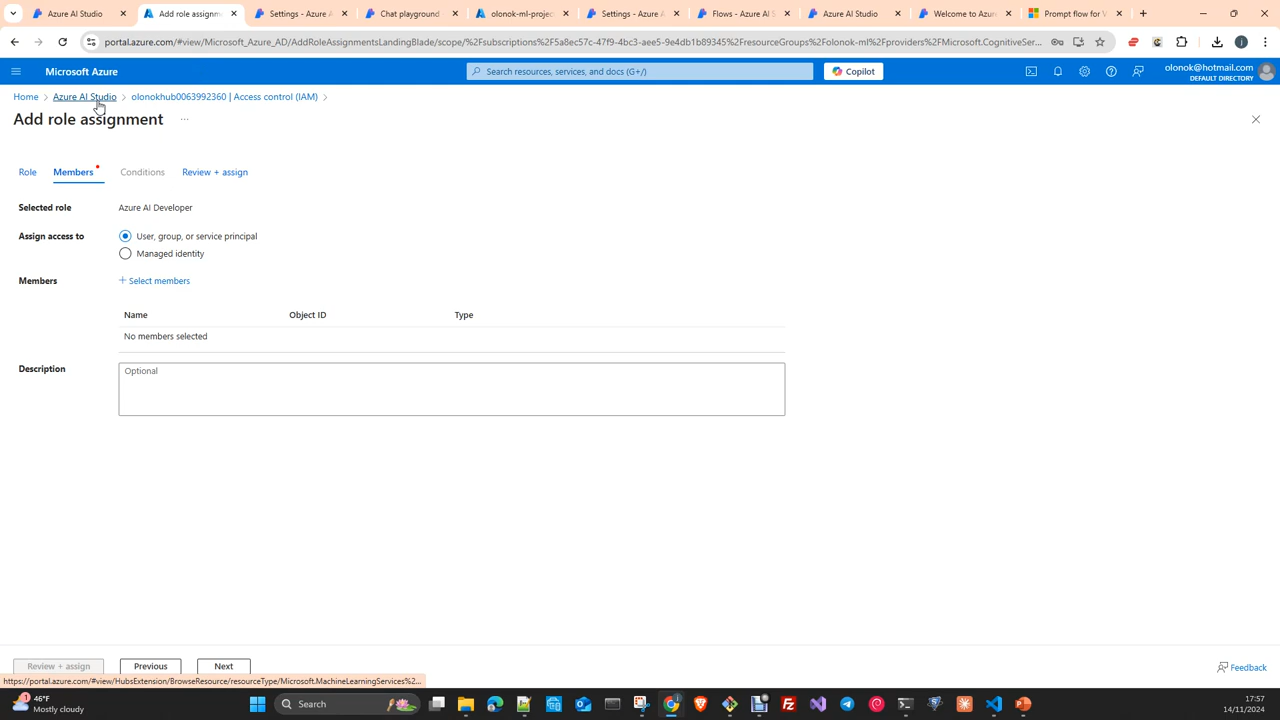 Azure AI Studio
Add role assignm
Settings - Azure A
Chat playground
olonok-ml-projec
Settings - Azure A
Flows - Azure AI S
Azure AI Studio
Welcome to Azure
Prompt flow for V
portal.azure.com/#view/Microsoft_Azure_AD/AddRoleAssignmentsLandingBlade/scope/%2Fsubscriptions%2F5a8ec57c-47f9-4bc3-aee5-9e4db1b89345%2FresourceGroups%2Folonok-ml%2Fproviders%2FMicrosoft.CognitiveSer...
Microsoft Azure
Search resources, services, and docs (G+/)
Copilot
olonok@hotmail.com
DEFAULT DIRECTORY
Home > Azure AI Studio > olonokhub0063992360 | Access control (IAM) >
Add role assignment ...
Role Members Conditions Review + assign
Selected role Azure AI Developer
Assign access to User, group, or service principal
Managed identity
Members + Select members
Name Object ID Type
No members selected
Description Optional
Review + assign Previous Next Feedback
https://portal.azure.com/#view/HubsExtension/BrowseResource/resourceType/Microsoft.MachineLearningServices%2...
1
46°F
Mostly cloudy
Search
17:57
14/11/2024